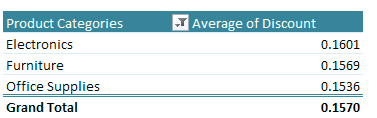 Product Categories Average of Discount
Electronics 0.1601
Furniture 0.1569
Office Supplies 0.1536
Grand Total 0.1570